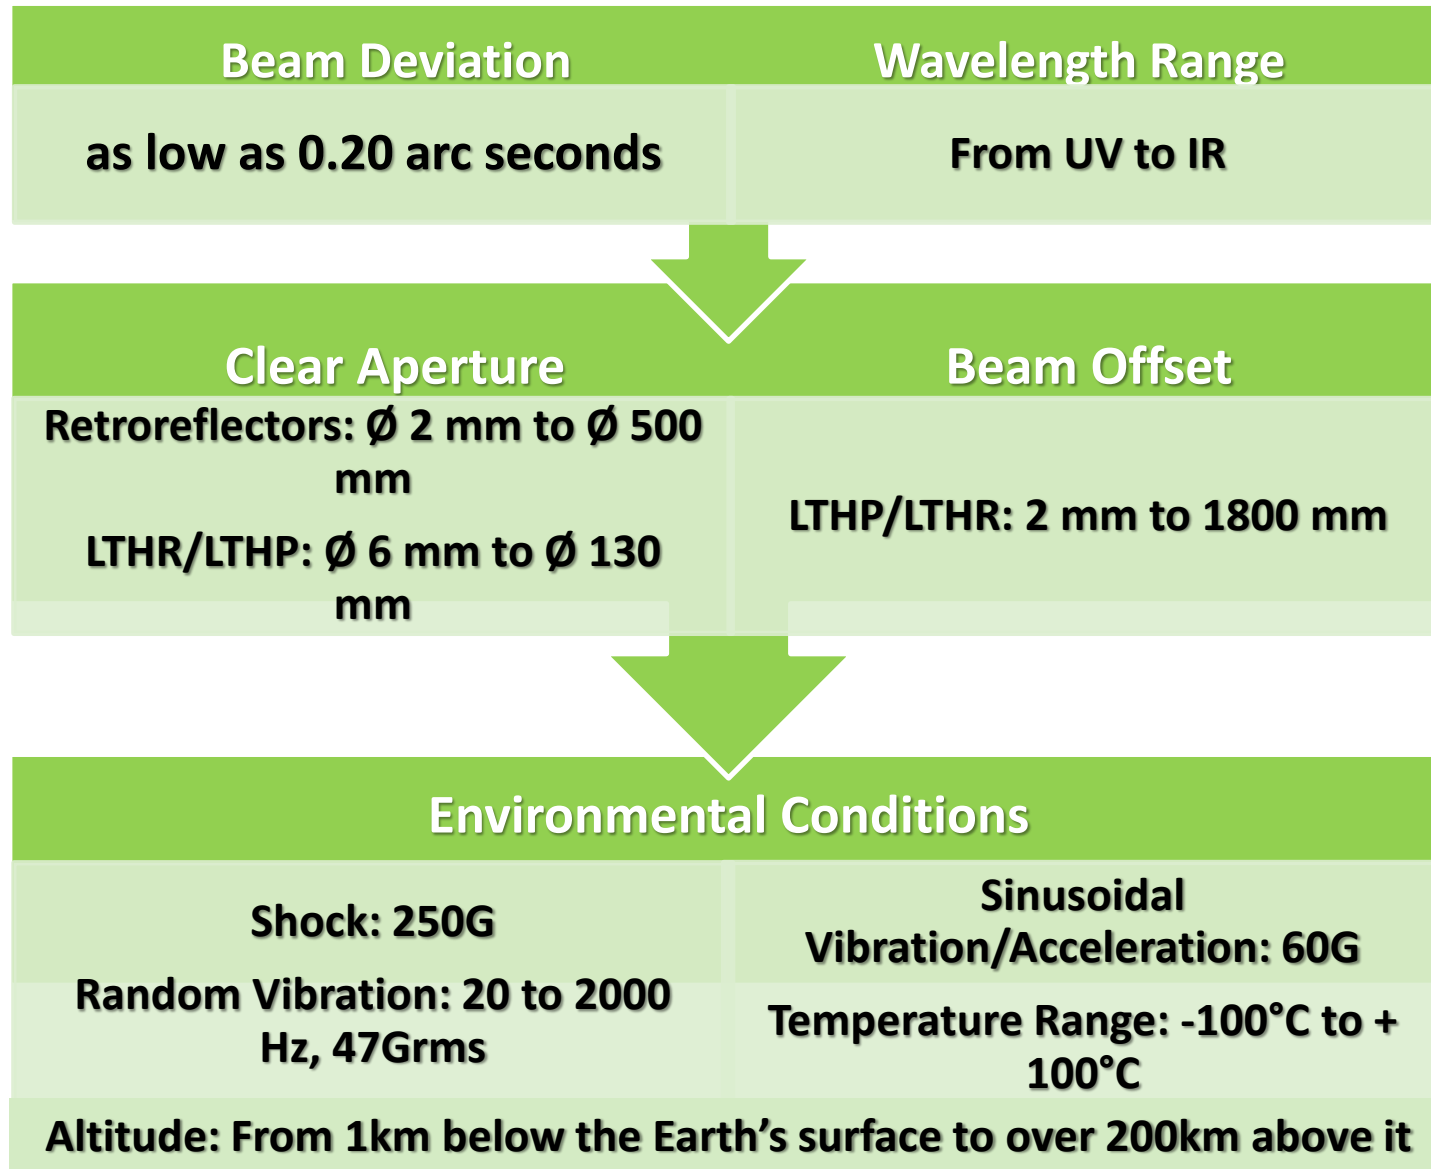 Beam Deviation
Wavelength Range
as low as 0.20 arc seconds
From UV to IR
Clear Aperture
Beam Offset
Retroreflectors: Ø 2 mm to Ø 500
mm
LTHR/LTHP: Ø 6 mm to Ø 130
mm
LTHP/LTHR: 2 mm to 1800 mm
Environmental Conditions
Shock: 250G
Random Vibration: 20 to 2000
Hz, 47Grms
Sinusoidal
Vibration/Acceleration: 60G
Temperature Range: -100°C to +
100°C
Altitude: From 1km below the Earth’s surface to over 200km above it